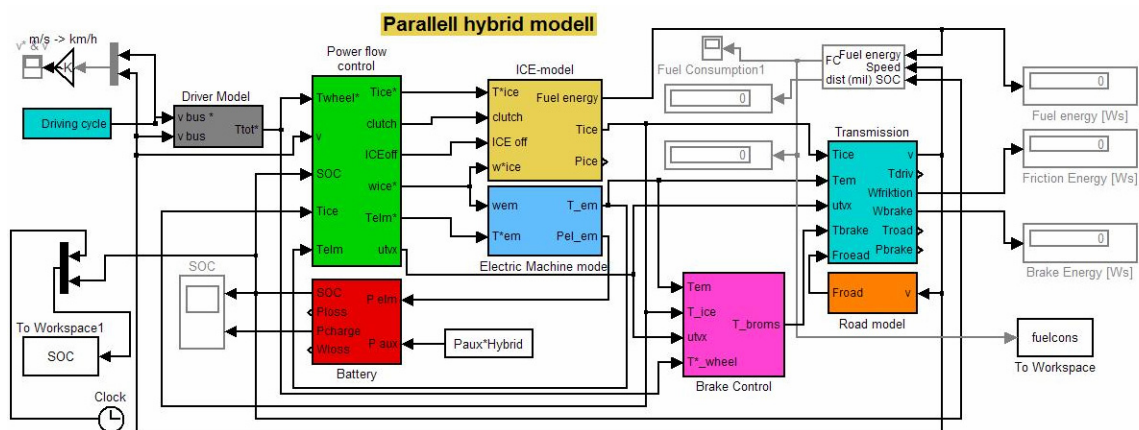 Parallell hybrid modell
m/s -> km/h
v* & v
K
Driving cycle
Driver Model
v bus *
v bus
Ttot*
Power flow
control
Twheel*
v
SOC
Tice
Telm
Tice*
clutch
ICEoff
wice*
Telm*
utvx
ICE-model
T*ice
clutch
ICE off
w*ice
Fuel energy
Tice
Pice
wem
T*em
T_em
Pel_em
Electric Machine mode
Fuel Consumption1
0
0
FC
dist (mil)
Fuel energy
Speed
SOC
0
Fuel energy [Ws]
0
Friction Energy [Ws]
0
Brake Energy [Ws]
Transmission
Tice
Tem
utvx
Tbrake
Froead
v
Tdriv
Wfriktion
Wbrake
Troad
Pbrake
Froad
v
Road model
Tem
T_ice
utvx
T*_wheel
T_broms
Brake Control
SOC
SOC
Ploss
Pcharge
Wloss
P elm
P aux
Battery
Paux*Hybrid
To Workspace1
SOC
Clock
fuelcons
To Workspace